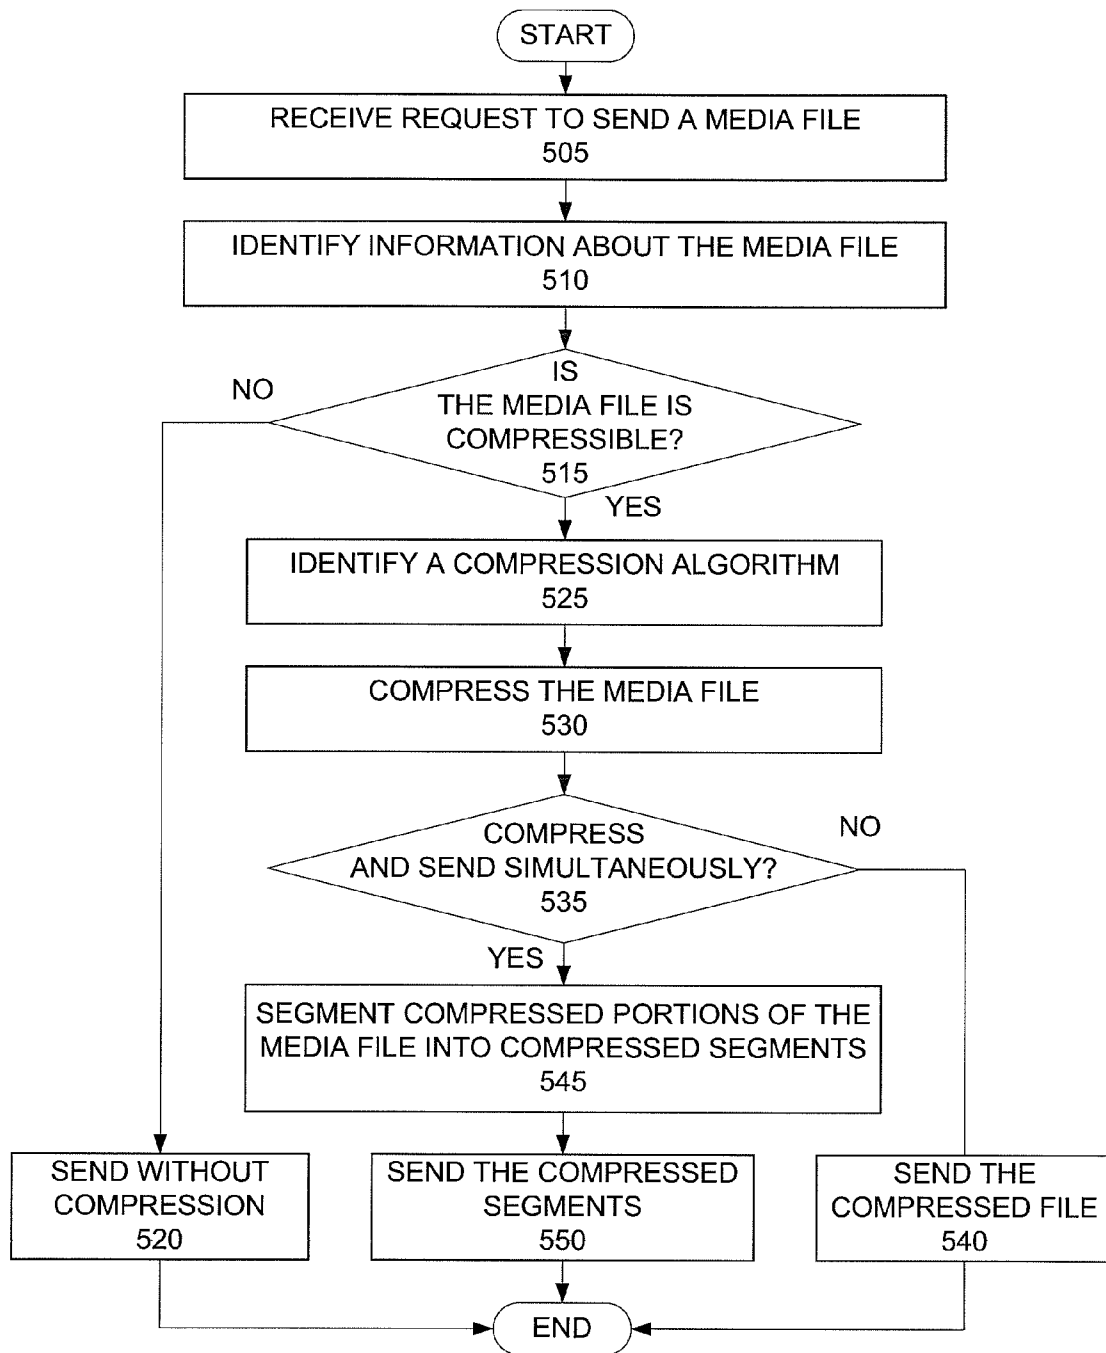 START
RECEIVE REQUEST TO SEND A MEDIA FILE
505
IDENTIFY INFORMATION ABOUT THE MEDIA FILE
510
IS
THE MEDIA FILE IS
COMPRESSIBLE?
515
NO
YES
IDENTIFY A COMPRESSION ALGORITHM
525
COMPRESS THE MEDIA FILE
530
COMPRESS
AND SEND SIMULTANEOUSLY?
535
NO
YES
SEGMENT COMPRESSED PORTIONS OF THE
MEDIA FILE INTO COMPRESSED SEGMENTS
545
SEND WITHOUT
COMPRESSION
520
SEND THE COMPRESSED
SEGMENTS
550
SEND THE
COMPRESSED FILE
540
END